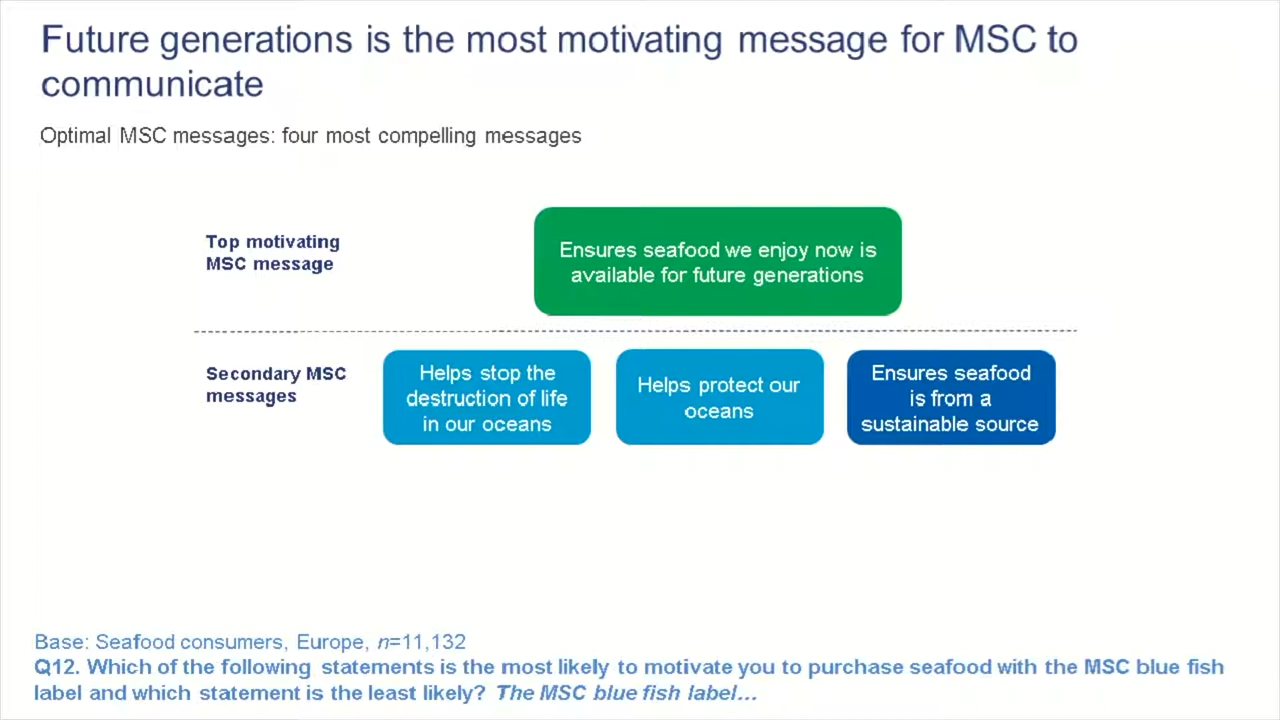 Future generations is the most motivating message for MSC to
communicate
Optimal MSC messages: four most compelling messages
Top motivating
MSC message
Ensures seafood we enjoy now is
available for future generations
Secondary MSC
messages
Helps stop the
destruction of life
in our oceans
Helps protect our
oceans
Ensures seafood
is from a
sustainable source
Base: Seafood consumers, Europe, n=11,132
Q12. Which of the following statements is the most likely to motivate you to purchase seafood with the MSC blue fish
label and which statement is the least likely? The MSC blue fish label…